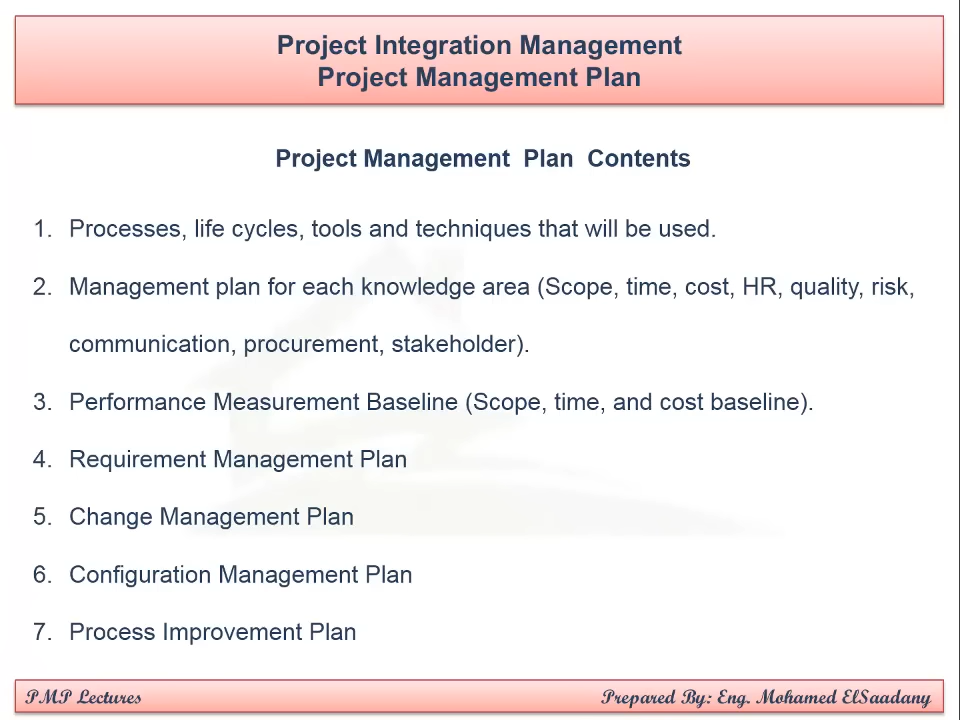 Project Integration Management
Project Management Plan
Project Management Plan Contents
1. Processes, life cycles, tools and techniques that will be used.
2. Management plan for each knowledge area (Scope, time, cost, HR, quality, risk,
communication, procurement, stakeholder).
3. Performance Measurement Baseline (Scope, time, and cost baseline).
4. Requirement Management Plan
5. Change Management Plan
6. Configuration Management Plan
7. Process Improvement Plan
PMP Lectures
Prepared By: Eng. Mohamed ElSaadany